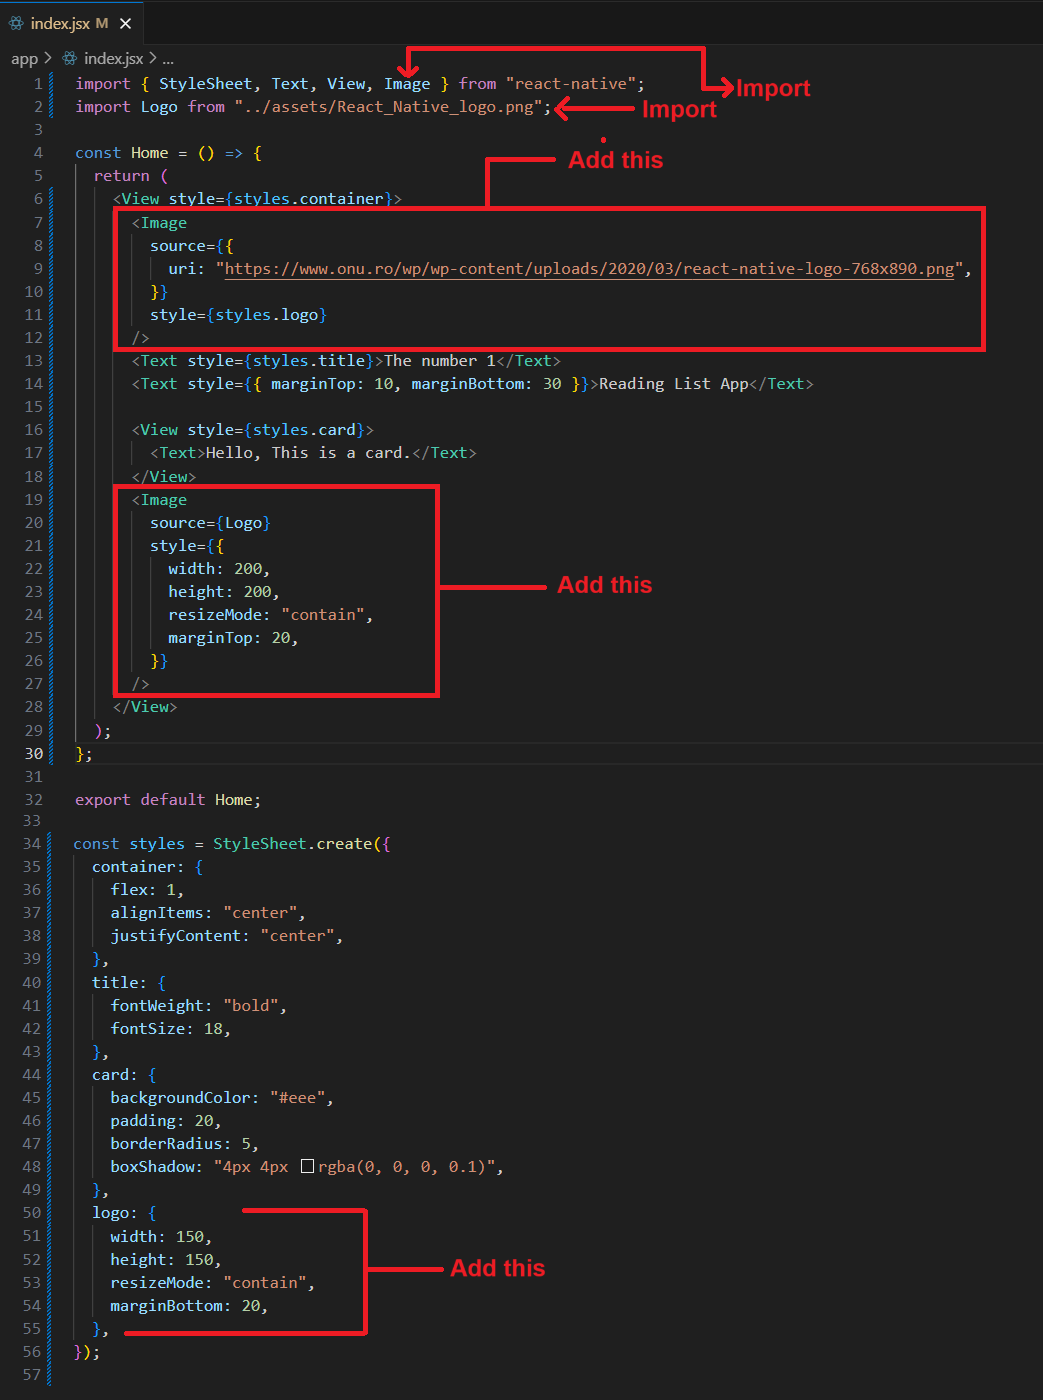 index.jsx M ×
app > index.jsx > ...
1 import { StyleSheet, Text, View, Image } from "react-native"; Import
2 import Logo from "../assets/React_Native_logo.png"; Import
3
4 const Home = () => { Add this
5 return (
6 <View style={styles.container}>
7 <Image
8 source={{
9 uri: "https://www.onu.ro/wp/wp-content/uploads/2020/03/react-native-logo-768x890.png",
10 }}
11 style={styles.logo}
12 />
13 <Text style={styles.title}>The number 1</Text>
14 <Text style={{ marginTop: 10, marginBottom: 30 }}>Reading List App</Text>
15
16 <View style={styles.card}>
17 <Text>Hello, This is a card.</Text>
18 </View>
19 <Image
20 source={Logo}
21 style={{
22 width: 200,
23 height: 200, Add this
24 resizeMode: "contain",
25 marginTop: 20,
26 }}
27 />
28 </View>
29 );
30 };
31
32 export default Home;
33
34 const styles = StyleSheet.create({
35 container: {
36 flex: 1,
37 alignItems: "center",
38 justifyContent: "center",
39 },
40 title: {
41 fontWeight: "bold",
42 fontSize: 18,
43 },
44 card: {
45 backgroundColor: "#eee",
46 padding: 20,
47 borderRadius: 5,
48 boxShadow: "4px 4px rgba(0, 0, 0, 0.1)",
49 },
50 logo: {
51 width: 150,
52 height: 150, Add this
53 resizeMode: "contain",
54 marginBottom: 20,
55 },
56 });
57